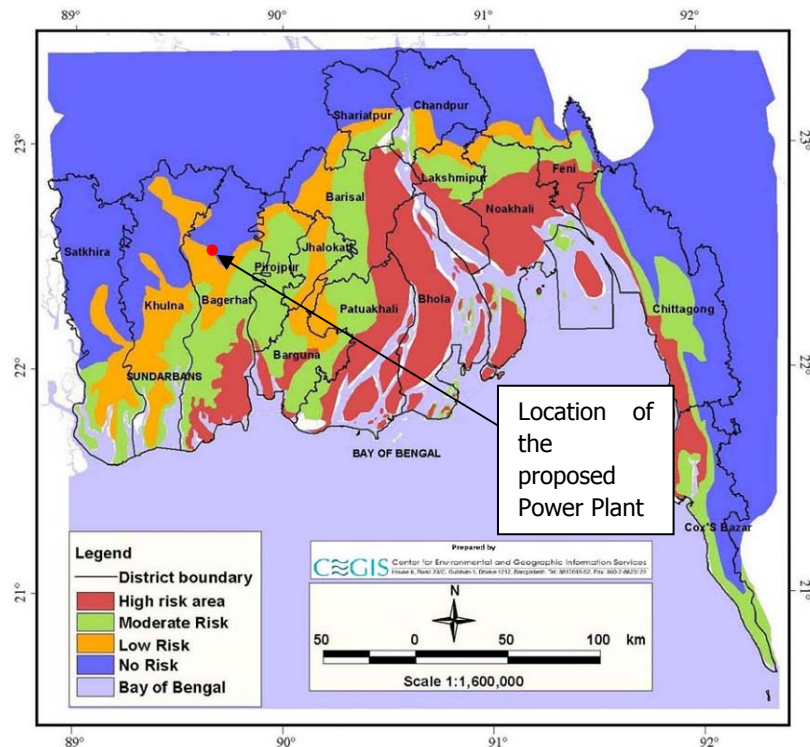 89°
90°
91°
92°
Shariatpur
Chandpur
23°
23°
Lakshmipur
Feni
Barisal
Noakhali
Satkhira
Jhalokati
Pirojpur
Khulna
Bagerhat
Patuakhali
Bhola
Chittagong
22°
22°
Barguna
SUNDARBANS
Location of
the
proposed
Power Plant
BAY OF BENGAL
Cox'S Bazar
Prepared by
CEGIS Center for Environmental and Geographic Information Services
Legend
District boundary
High risk area
Moderate Risk
Low Risk
No Risk
Bay of Bengal
N
50 0 50 100 km
Scale 1:1,600,000
21°
21°
89°
90°
91°
92°